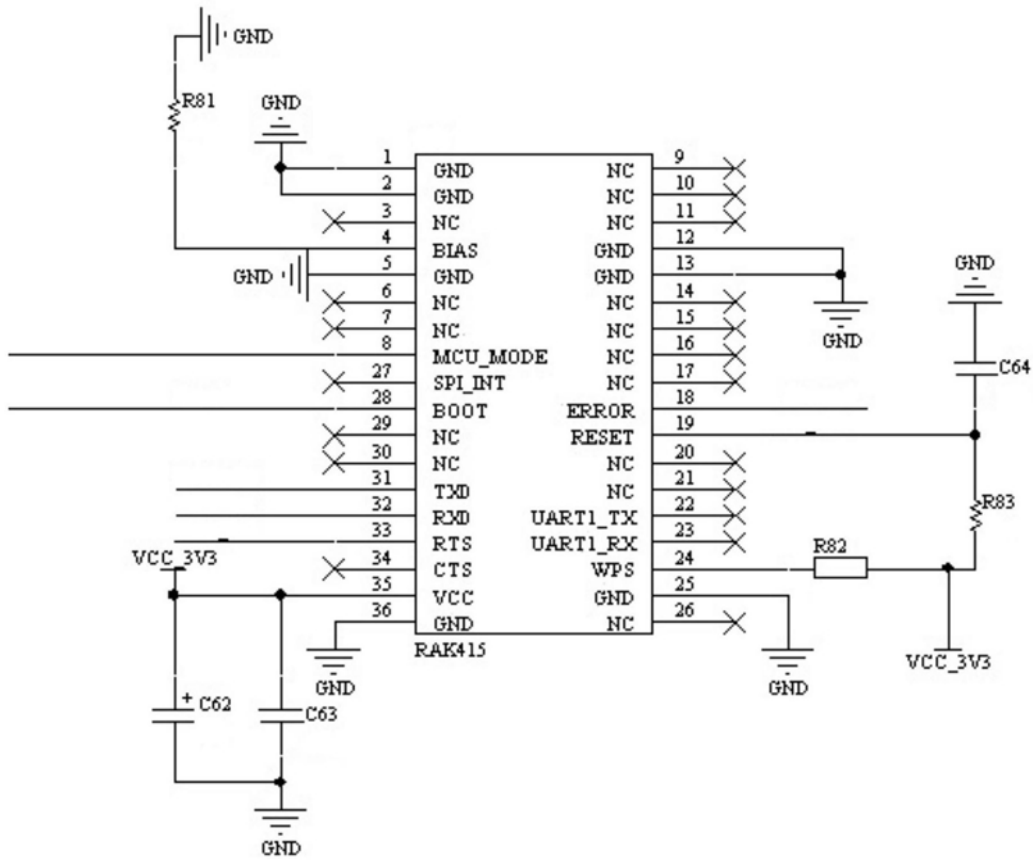 GND
R81
GND
1 GND NC 9
2 GND NC 10
3 NC NC 11
4 BIAS GND 12
GND 5 GND GND 13
6 NC NC 14
GND
7 NC NC 15
GND
8 MCU_MODE NC 16
27 SPI_INT NC 17
C64
28 BOOT ERROR 18
29 NC RESET 19
30 NC NC 20
31 TXD NC 21
R83
32 RXD UART1_TX 22
33 RTS UART1_RX 23
R82
VCC_3V3
34 CTS WPS 24
35 VCC GND 25
36 GND NC 26
RAK415
VCC_3V3
GND
GND
+ C62
C63
GND